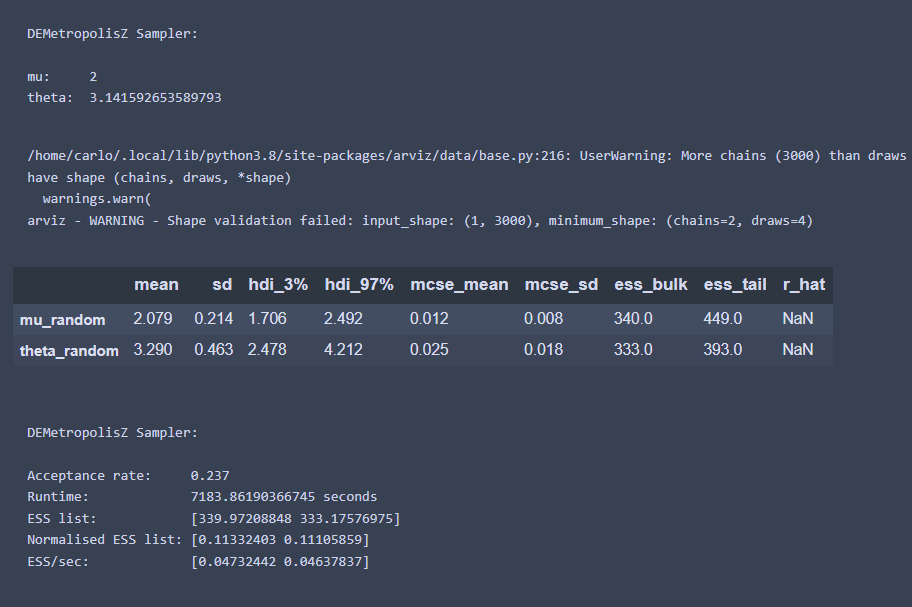 DEMetropolisZ Sampler:
mu: 2
theta: 3.141592653589793
/home/carlo/.local/lib/python3.8/site-packages/arviz/data/base.py:216: UserWarning: More chains (3000) than draws
have shape (chains, draws, *shape)
warnings.warn(
arviz - WARNING - Shape validation failed: input_shape: (1, 3000), minimum_shape: (chains=2, draws=4)
mean sd hdi_3% hdi_97% mcse_mean mcse_sd ess_bulk ess_tail r_hat
mu_random 2.079 0.214 1.706 2.492 0.012 0.008 340.0 449.0 NaN
theta_random 3.290 0.463 2.478 4.212 0.025 0.018 333.0 393.0 NaN
DEMetropolisZ Sampler:
Acceptance rate: 0.237
Runtime: 7183.86190366745 seconds
ESS list: [339.97208848 333.17576975]
Normalised ESS list: [0.11332403 0.11105859]
ESS/sec: [0.04732442 0.04637837]